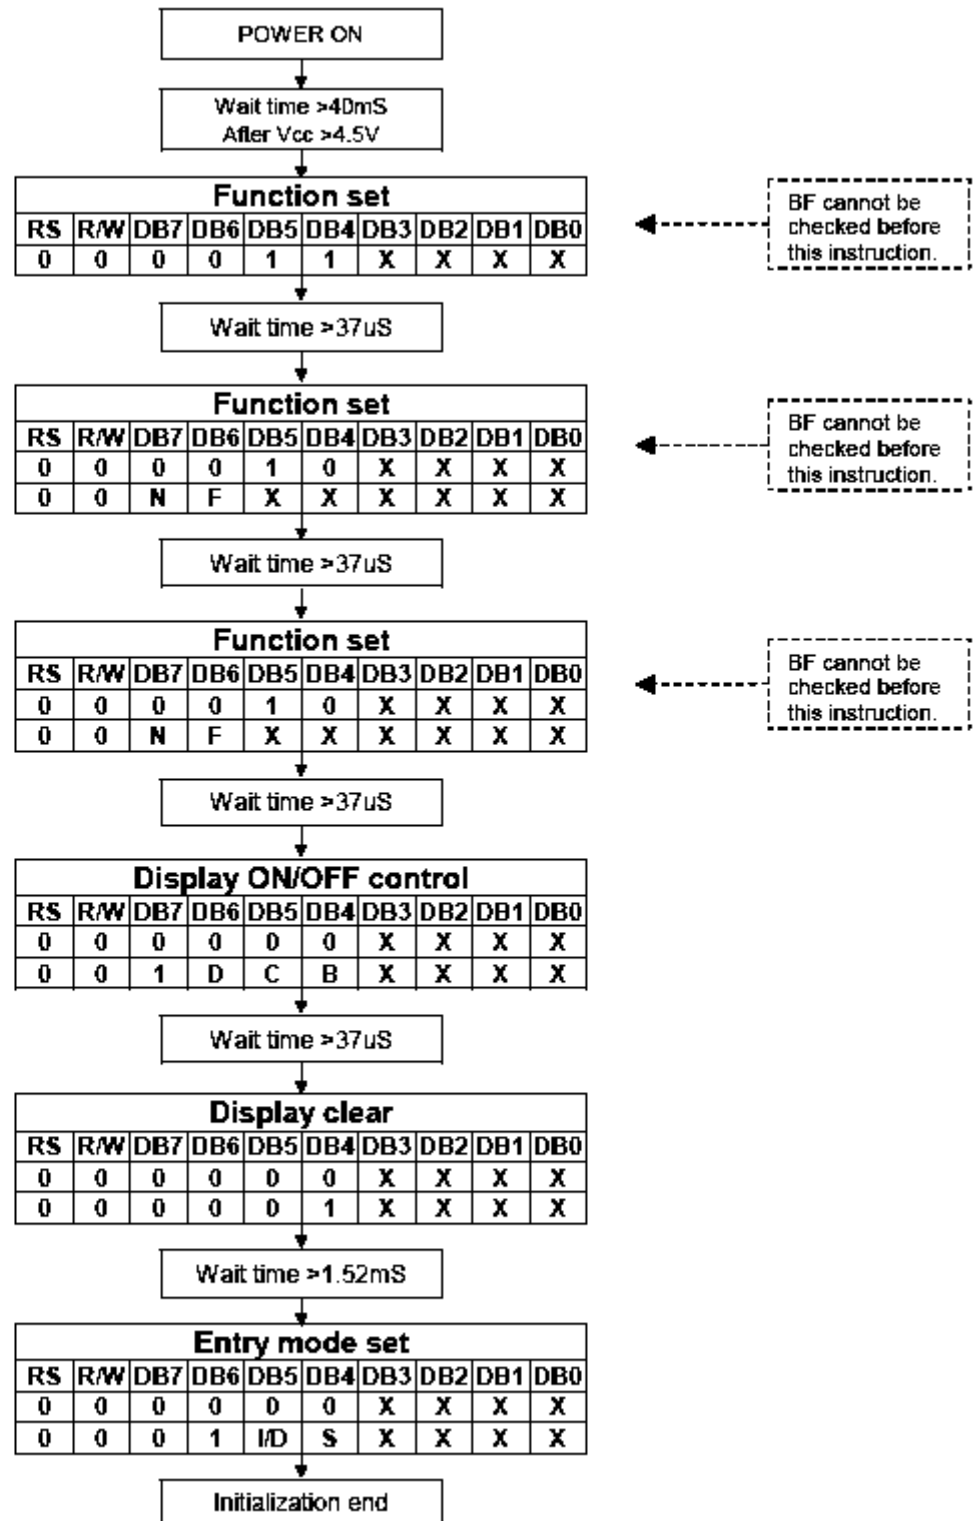 POWER ON
Wait time >40mS
After Vcc >4.5V
Function set
RS R/W DB7 DB6 DB5 DB4 DB3 DB2 DB1 DB0
0 0 0 0 1 1 X X X X
BF cannot be
checked before
this instruction.
Wait time >37uS
Function set
RS R/W DB7 DB6 DB5 DB4 DB3 DB2 DB1 DB0
0 0 0 0 1 0 X X X X
0 0 N F X X X X X X
BF cannot be
checked before
this instruction.
Wait time >37uS
Function set
RS R/W DB7 DB6 DB5 DB4 DB3 DB2 DB1 DB0
0 0 0 0 1 0 X X X X
0 0 N F X X X X X X
BF cannot be
checked before
this instruction.
Wait time >37uS
Display ON/OFF control
RS R/W DB7 DB6 DB5 DB4 DB3 DB2 DB1 DB0
0 0 0 0 0 0 X X X X
0 0 1 D C B X X X X
Wait time >37uS
Display clear
RS R/W DB7 DB6 DB5 DB4 DB3 DB2 DB1 DB0
0 0 0 0 0 0 X X X X
0 0 0 0 0 1 X X X X
Wait time >1.52mS
Entry mode set
RS R/W DB7 DB6 DB5 DB4 DB3 DB2 DB1 DB0
0 0 0 0 0 0 X X X X
0 0 0 1 I/D S X X X X
Initialization end